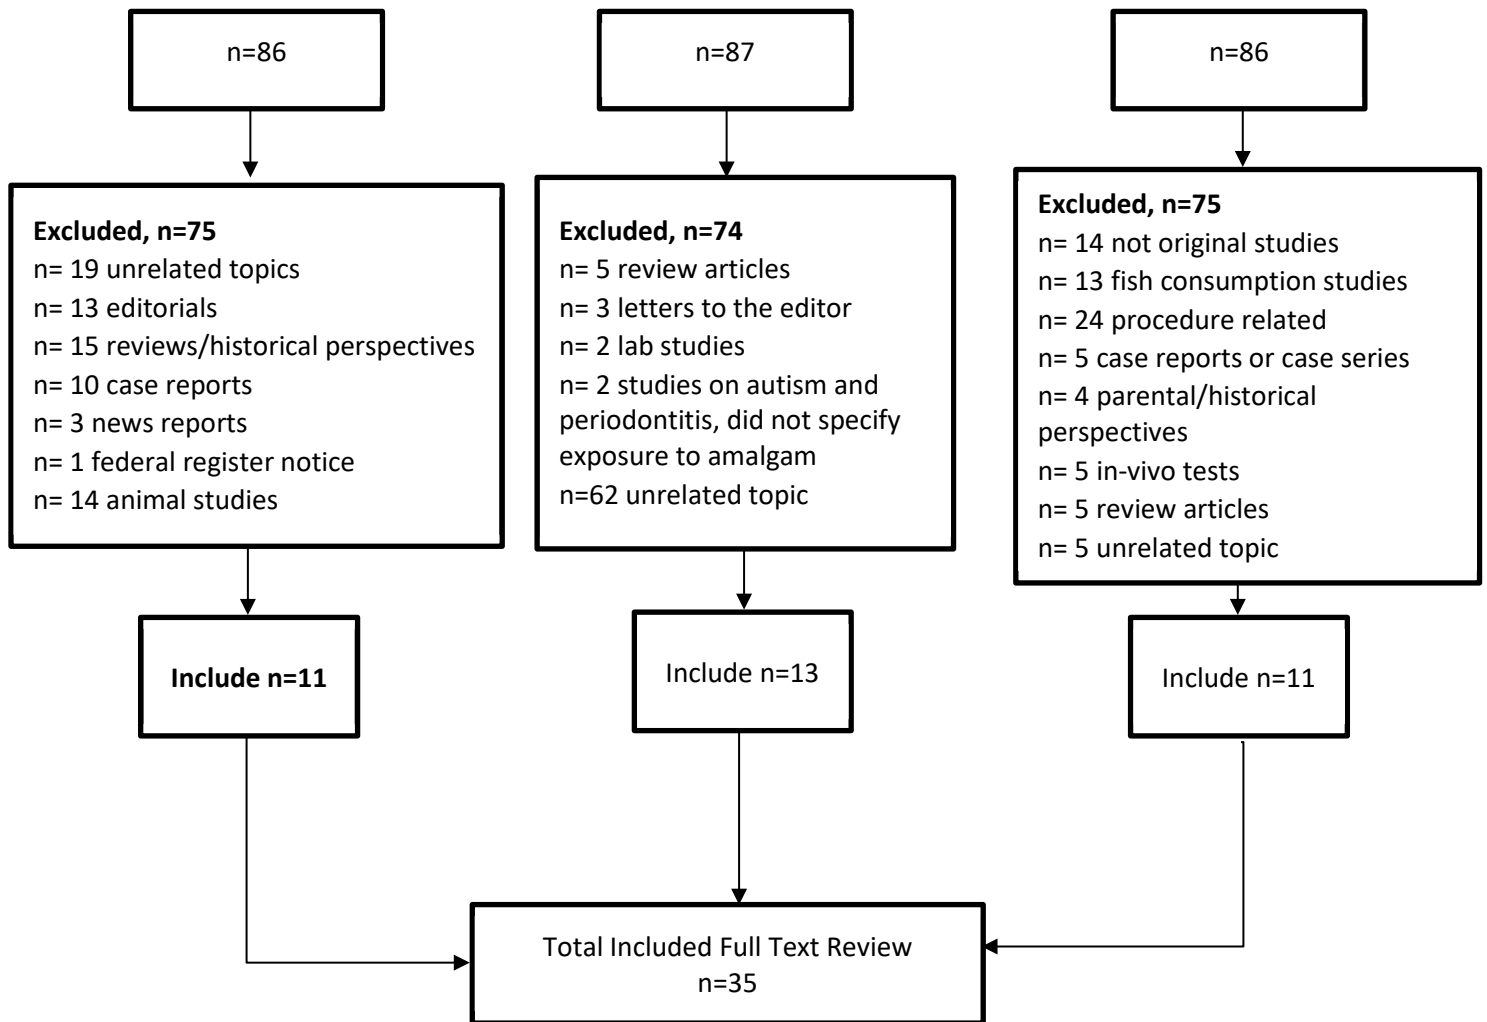 n=86
n=87
n=86
Excluded, n=75
n= 19 unrelated topics
n= 13 editorials
n= 15 reviews/historical perspectives
n= 10 case reports
n= 3 news reports
n= 1 federal register notice
n= 14 animal studies
Excluded, n=74
n= 5 review articles
n= 3 letters to the editor
n= 2 lab studies
n= 2 studies on autism and
periodontitis, did not specify
exposure to amalgam
n=62 unrelated topic
Excluded, n=75
n= 14 not original studies
n= 13 fish consumption studies
n= 24 procedure related
n= 5 case reports or case series
n= 4 parental/historical
perspectives
n= 5 in-vivo tests
n= 5 review articles
n= 5 unrelated topic
Include n=11
Include n=13
Include n=11
Total Included Full Text Review
n=35